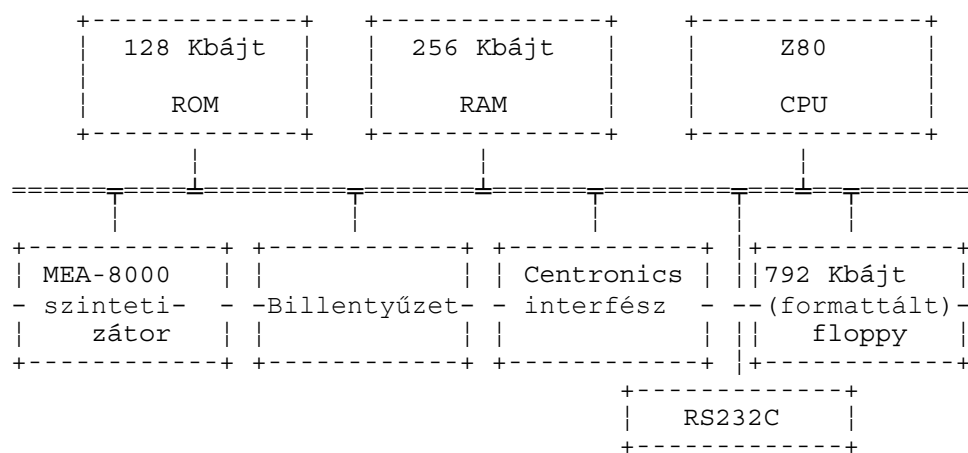 128 Kbájt 256 Kbájt Z80
ROM RAM CPU
MEA-8000 Centronics 792 Kbájt
szinteti- Billentyűzet interfész (formattált)
zátor floppy
RS232C